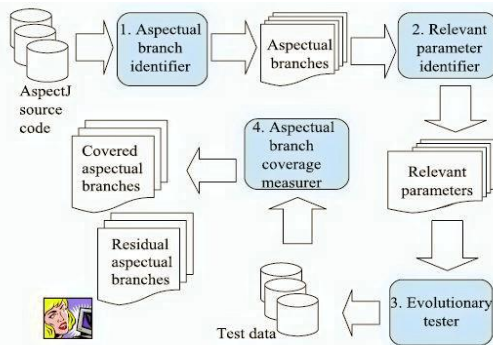 1. Aspectual
branch
identifier
Aspectual
branches
2. Relevant
parameter
identifier
AspectJ
source
code
4. Aspectual
branch
coverage
measurer
Covered
aspectual
branches
Relevant
parameters
Residual
aspectual
branches
3. Evolutionary
tester
Test data